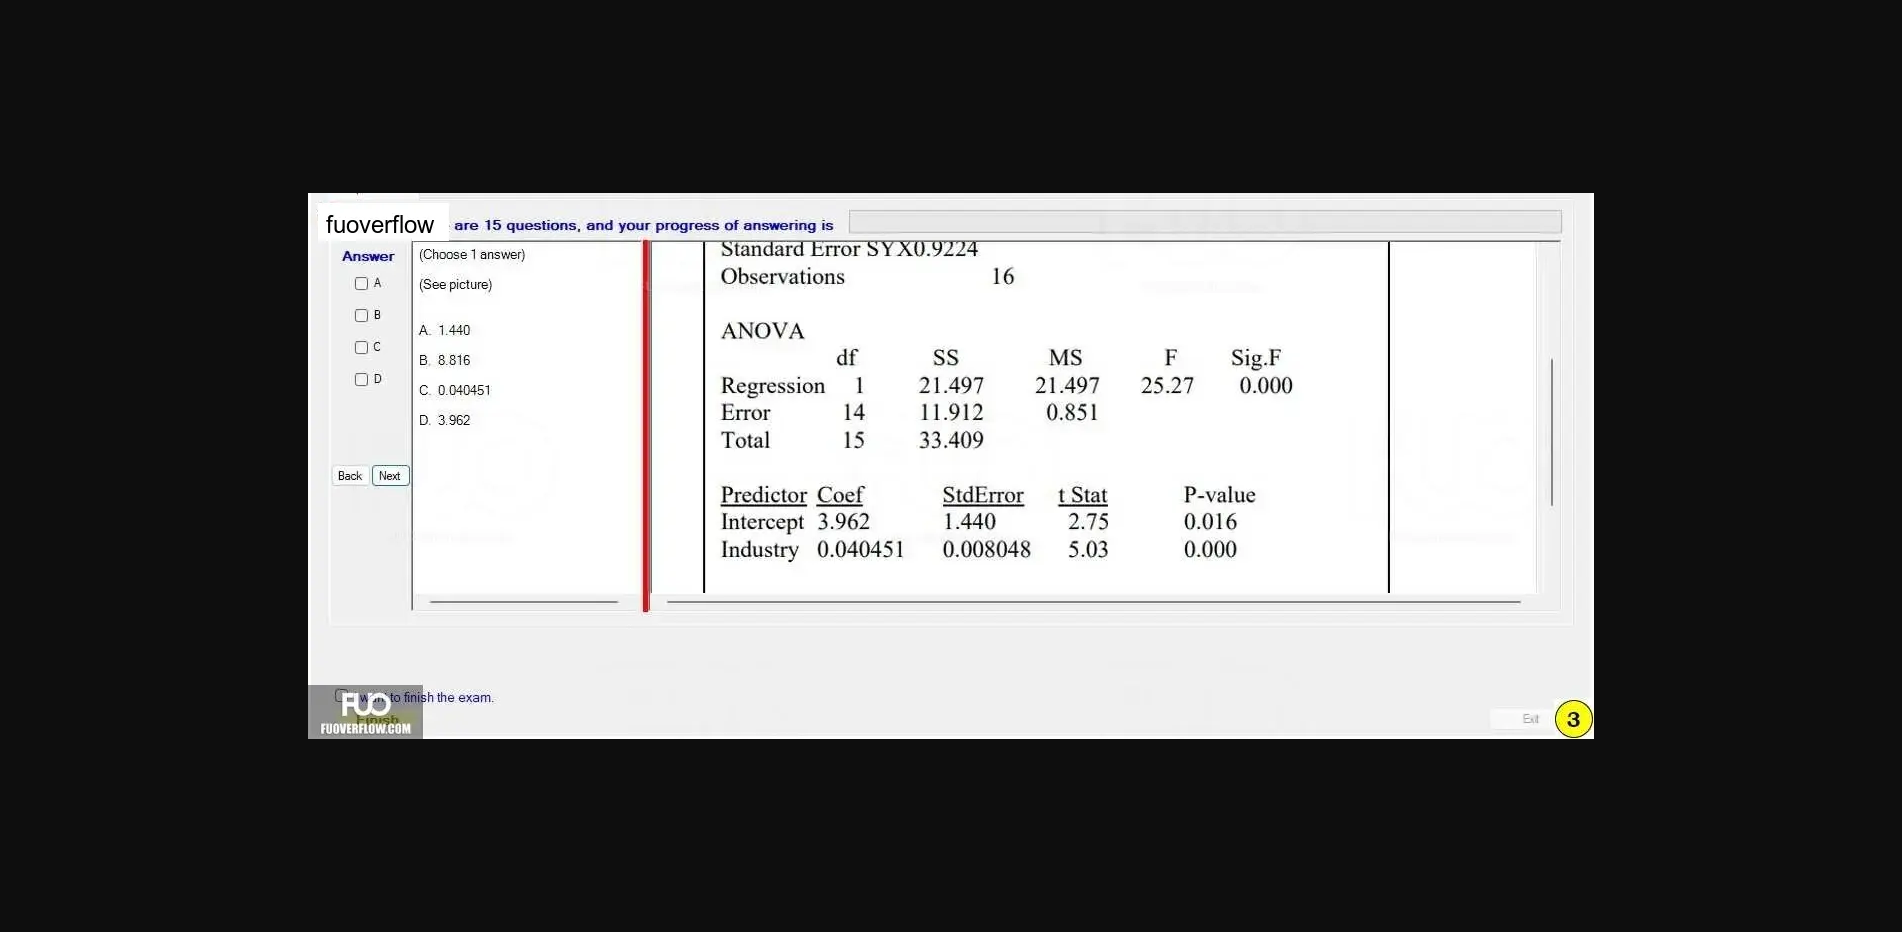 fuoverflow are 15 questions, and your progress of answering is
Answer
A
B
C
D
Back Next
(Choose 1 answer)
(See picture)
A. 1.440
B. 8.816
C. 0.040451
D. 3.962
Standard Error SYX0.9224
Observations 16
ANOVA
df SS MS F Sig.F
Regression 1 21.497 21.497 25.27 0.000
Error 14 11.912 0.851
Total 15 33.409
Predictor Coef StdError t Stat P-value
Intercept 3.962 1.440 2.75 0.016
Industry 0.040451 0.008048 5.03 0.000
want to finish the exam.
FUO
Finish
FUOVERFLOW.COM
Exit
3